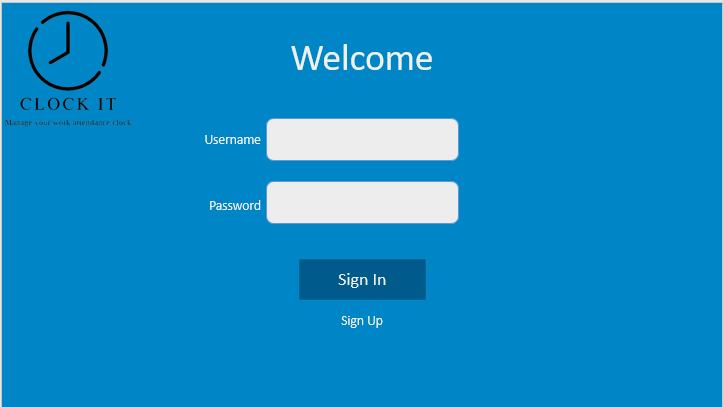 Welcome
CLOCK IT
Manage your work attendance clock
Username
Password
Sign In
Sign Up